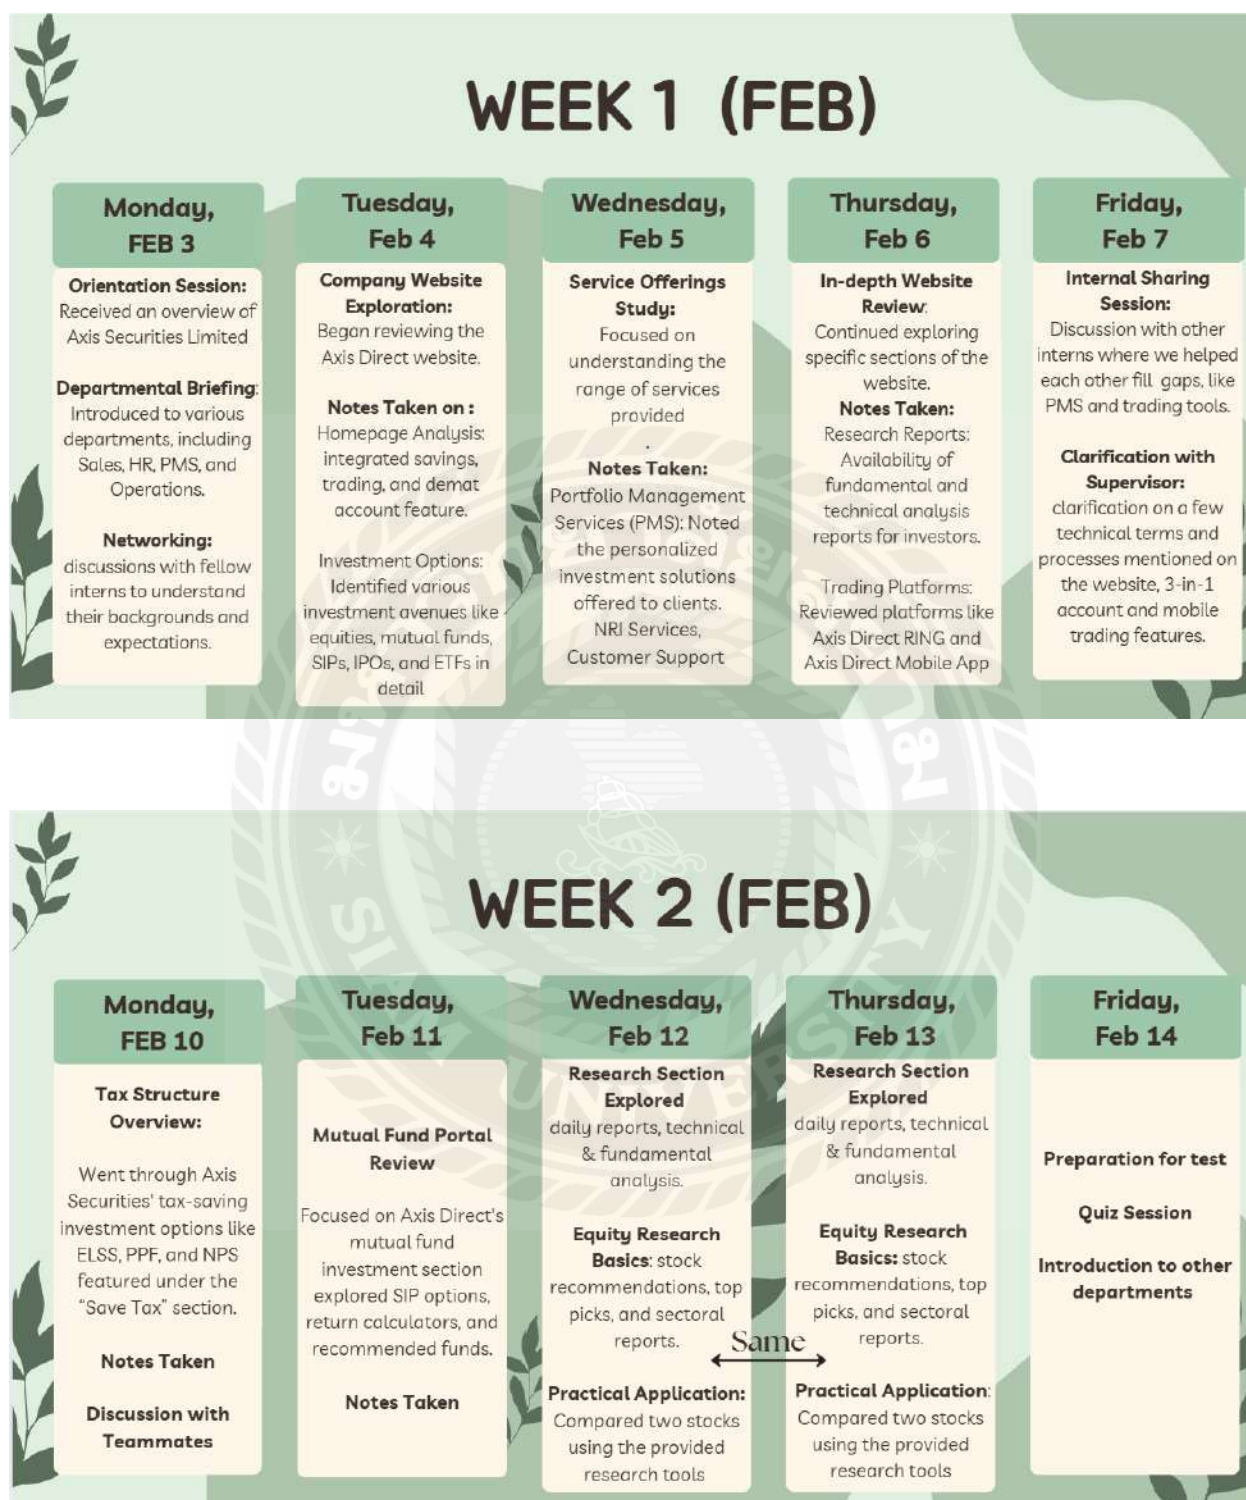 WEEK 1 (FEB)
Monday,
FEB 3
Orientation Session:
Received an overview of
Axis Securities Limited
Departmental Briefing:
Introduced to various
departments, including
Sales, HR, PMS, and
Operations.
Networking:
discussions with fellow
interns to understand
their backgrounds and
expectations.
Tuesday,
Feb 4
Company Website
Exploration:
Began reviewing the
Axis Direct website.
Notes Taken on :
Homepage Analysis:
integrated savings,
trading, and demat
account feature.
Investment Options:
Identified various
investment avenues like
equities, mutual funds,
SIPs, IPOs, and ETFs in
detail
Wednesday,
Feb 5
Service Offerings
Study:
Focused on
understanding the
range of services
provided
.
Notes Taken:
Portfolio Management
Services (PMS): Noted
the personalized
investment solutions
offered to clients.
NRI Services,
Customer Support
Thursday,
Feb 6
In-depth Website
Review:
Continued exploring
specific sections of the
website.
Notes Taken:
Research Reports:
Availability of
fundamental and
technical analysis
reports for investors.
Trading Platforms:
Reviewed platforms like
Axis Direct RING and
Axis Direct Mobile App
Friday,
Feb 7
Internal Sharing
Session:
Discussion with other
interns where we helped
each other fill gaps, like
PMS and trading tools.
Clarification with
Supervisor:
clarification on a few
technical terms and
processes mentioned on
the website, 3-in-1
account and mobile
trading features.
WEEK 2 (FEB)
Monday,
FEB 10
Tax Structure
Overview:
Went through Axis
Securities' tax-saving
investment options like
ELSS, PPF, and NPS
featured under the
"Save Tax" section.
Notes Taken
Discussion with
Teammates
Tuesday,
Feb 11
Mutual Fund Portal
Review
Focused on Axis Direct's
mutual fund
investment section
explored SIP options,
return calculators, and
recommended funds.
Notes Taken
Wednesday,
Feb 12
Research Section
Explored
daily reports, technical
& fundamental
analysis.
Equity Research
Basics: stock
recommendations, top
picks, and sectoral
reports.
Practical Application:
Compared two stocks
using the provided
research tools
Same
Thursday,
Feb 13
Research Section
Explored
daily reports, technical
& fundamental
analysis.
Equity Research
Basics: stock
recommendations, top
picks, and sectoral
reports.
Practical Application:
Compared two stocks
using the provided
research tools
Friday,
Feb 14
Preparation for test
Quiz Session
Introduction to other
departments
มหาวิทยาลัยสยาม
SIAM UNIVERSITY